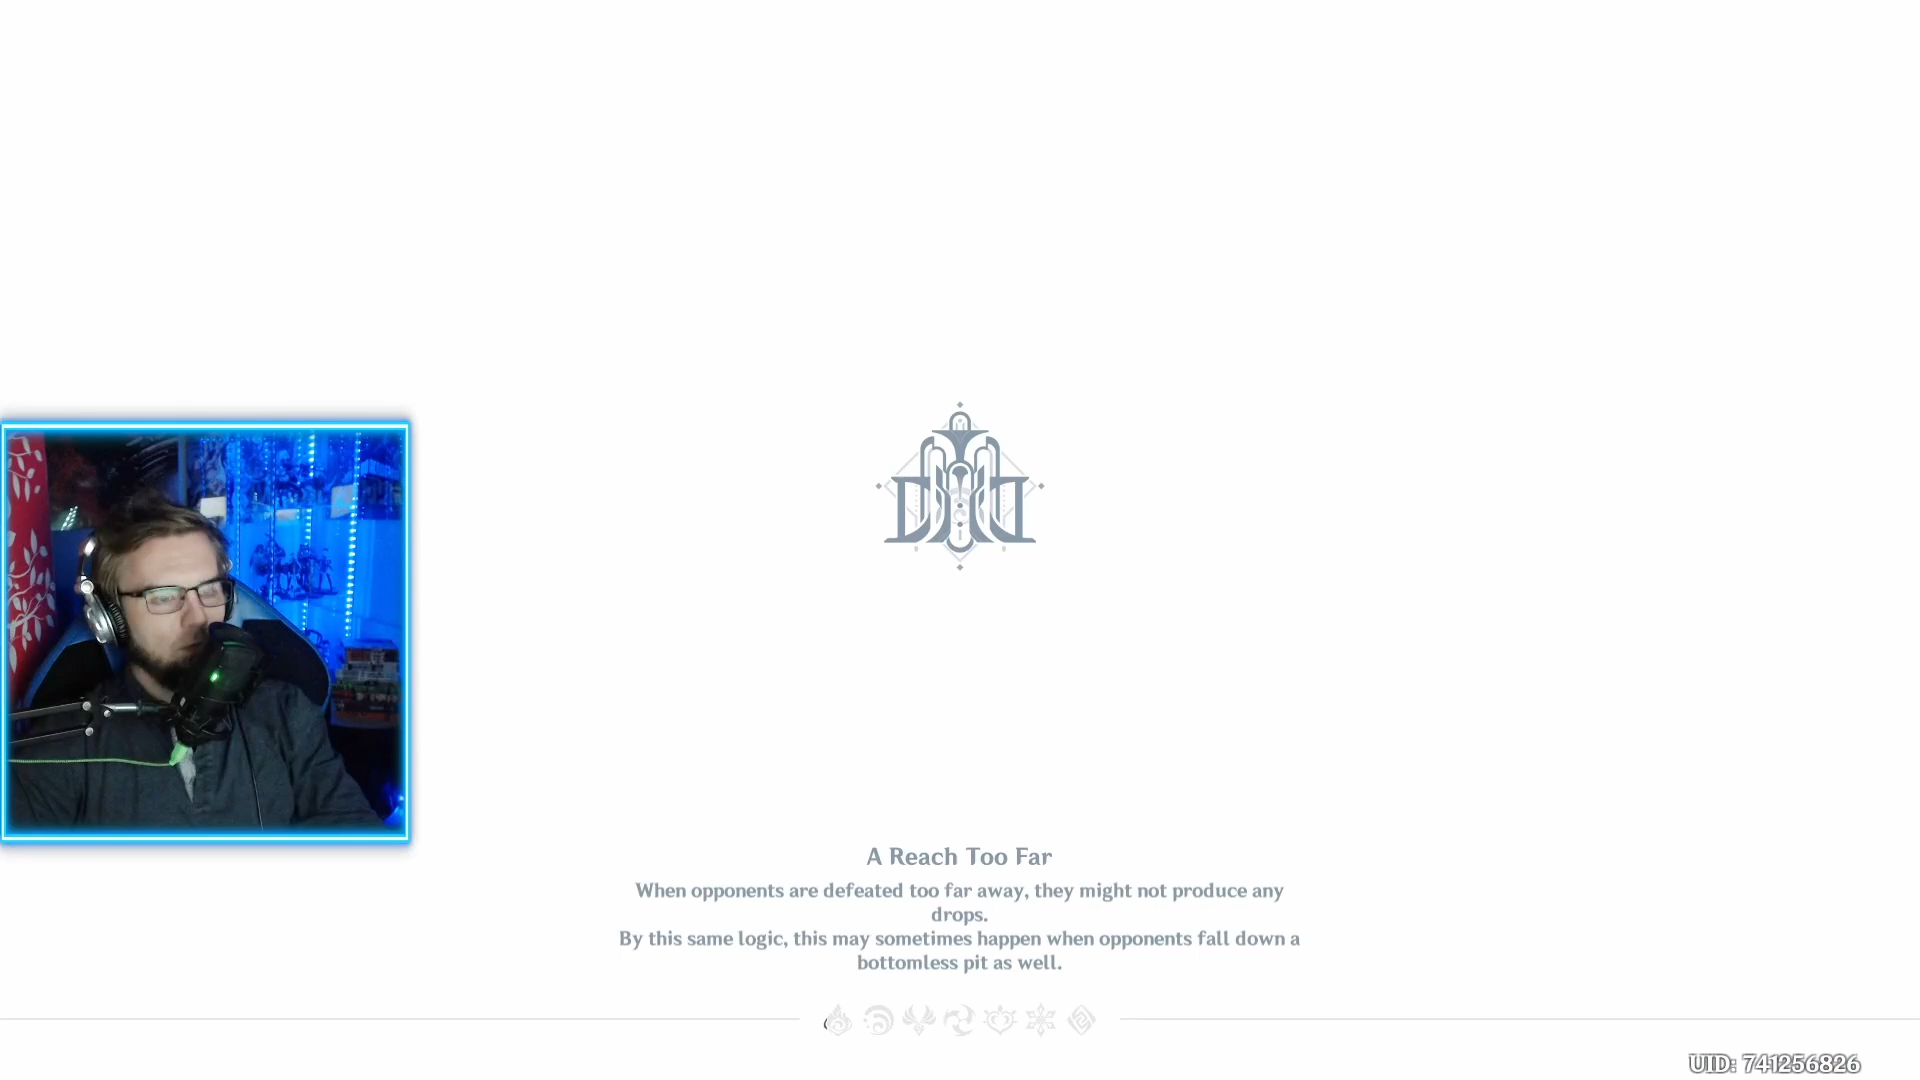 A Reach Too Far
When opponents are defeated too far away, they might not produce any
drops.
By this same logic, this may sometimes happen when opponents fall down a
bottomless pit as well.
UID: 741256826